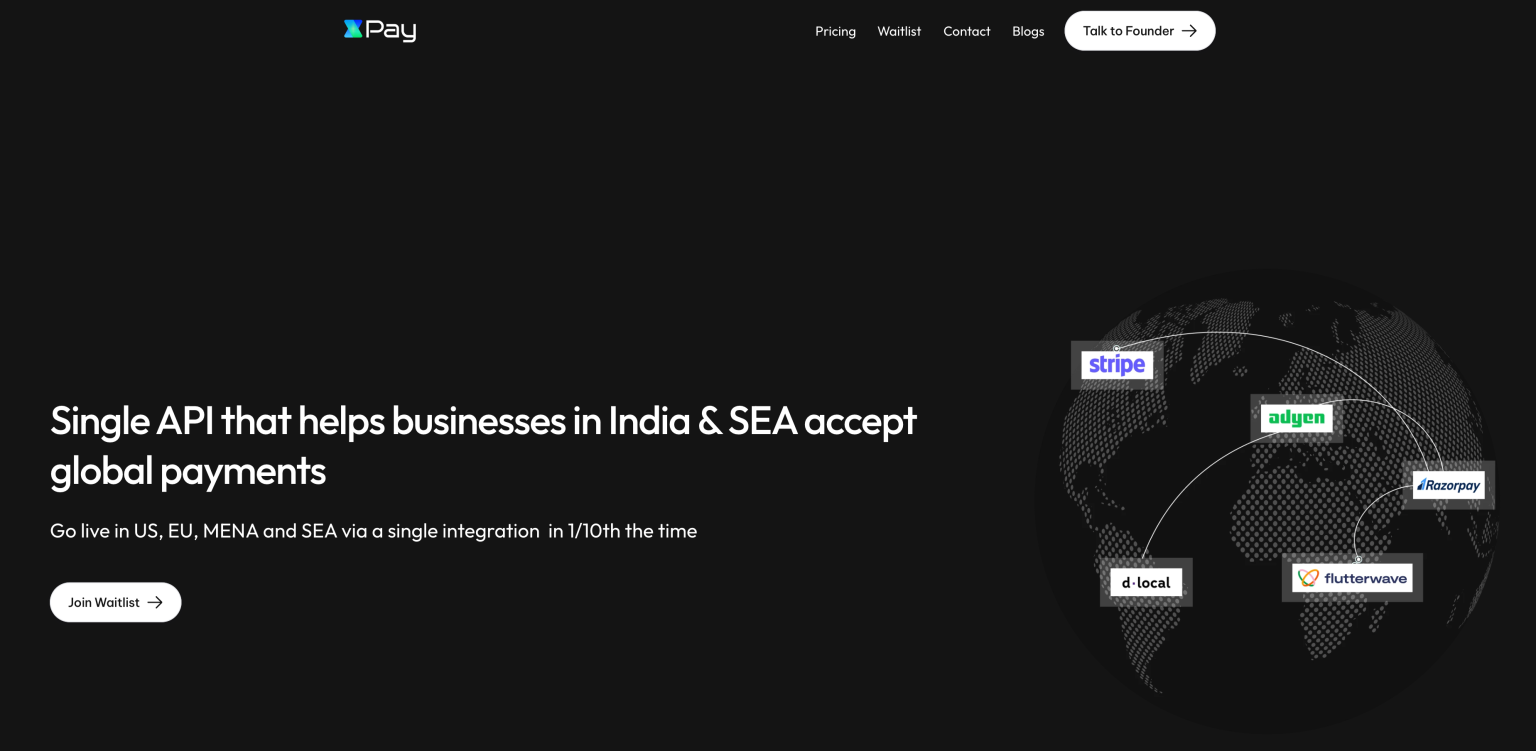 XPay
Pricing
Waitlist
Contact
Blogs
Talk to Founder
Single API that helps businesses in India & SEA accept
global payments
Go live in US, EU, MENA and SEA via a single integration  in 1/10th the time
Join Waitlist
stripe
adyen
Razorpay
d·local
flutterwave